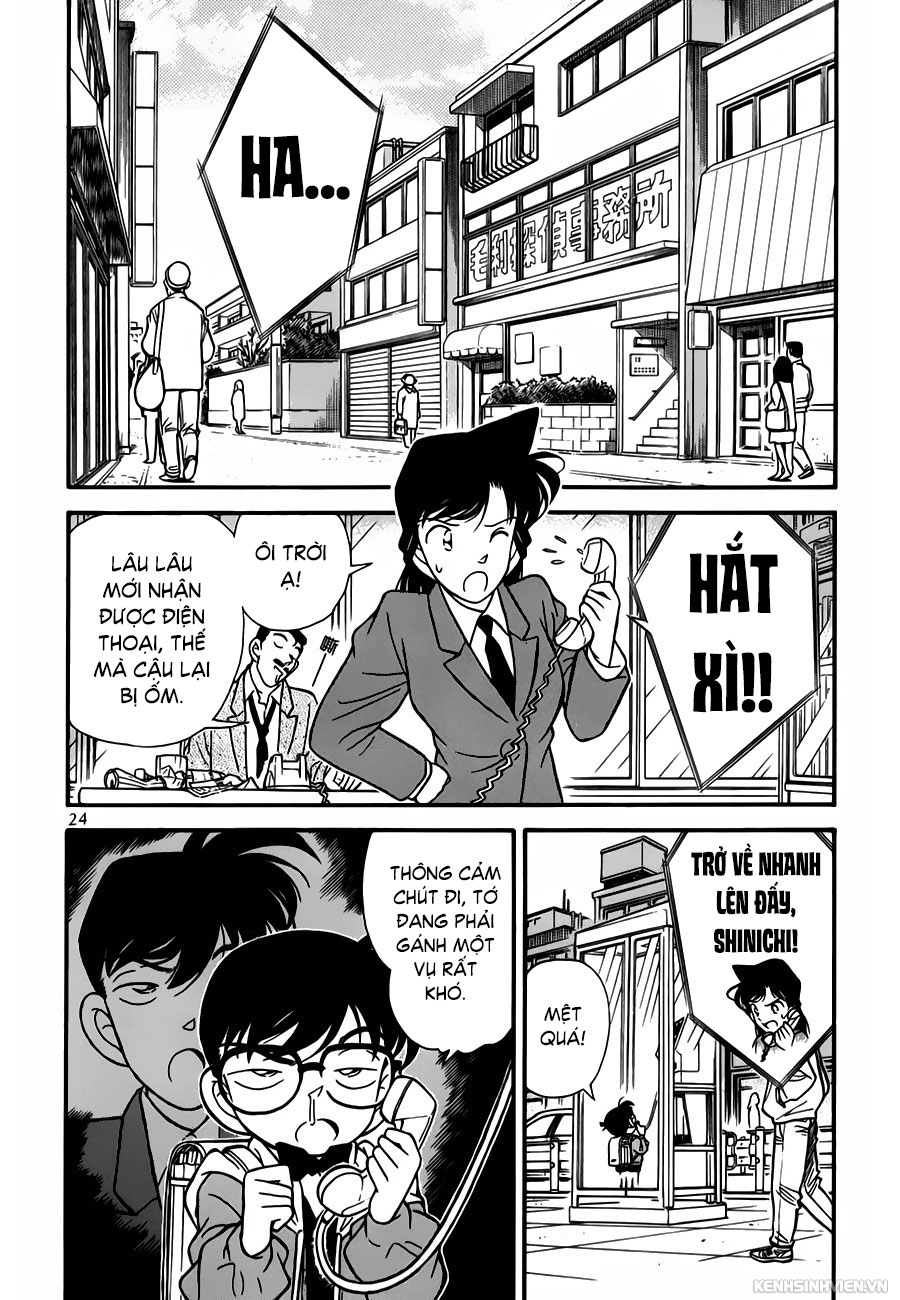 HA...
毛利探偵事務所
HẮT
XÌ!!
ÔI TRỜI
Ạ!
LÂU LÂU
MỚI NHẬN
ĐƯỢC ĐIỆN
THOẠI, THẾ
MÀ CẬU LẠI
BỊ ỐM.
嘶
24
THÔNG CẢM
CHÚT ĐI, TỚ
ĐANG PHẢI
GÁNH MỘT
VỤ RẤT
KHÓ.
TRỞ VỀ NHANH
LÊN ĐẤY,
SHINICHI!
MỆT
QUÁ!
KENHSINHVIEN.VN